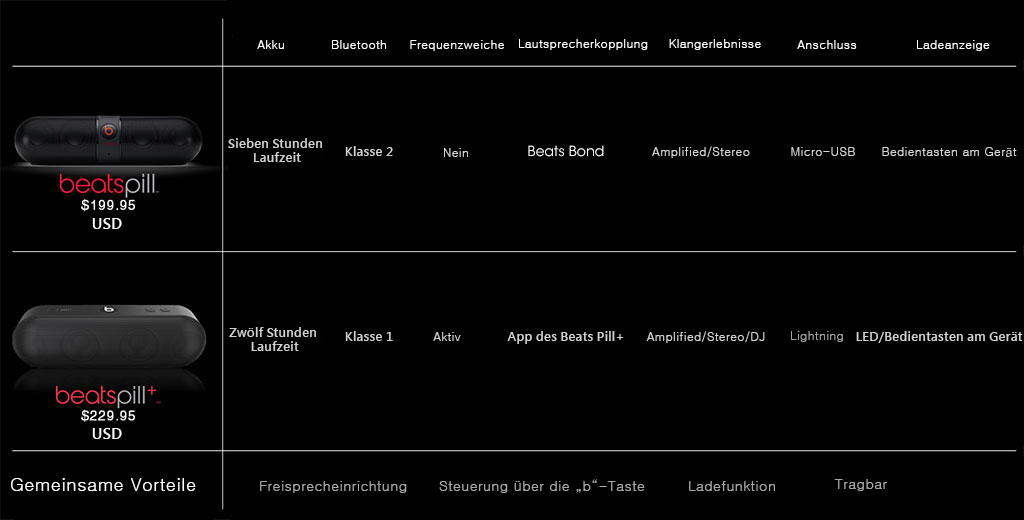 Akku Bluetooth Frequenzweiche Lautsprecherkopplung Klangerlebnisse Anschluss Ladeanzeige
Sieben Stunden
Laufzeit
Klasse 2 Nein Beats Bond Amplified/Stereo Micro-USB Bedientasten am Gerät
beatspill
$199.95
USD
Zwölf Stunden
Laufzeit
Klasse 1 Aktiv App des Beats Pill+ Amplified/Stereo/DJ Lightning LED/Bedientasten am Gerät
beatspill+
$229.95
USD
Gemeinsame Vorteile Freisprecheinrichtung Steuerung über die „b“-Taste Ladefunktion Tragbar